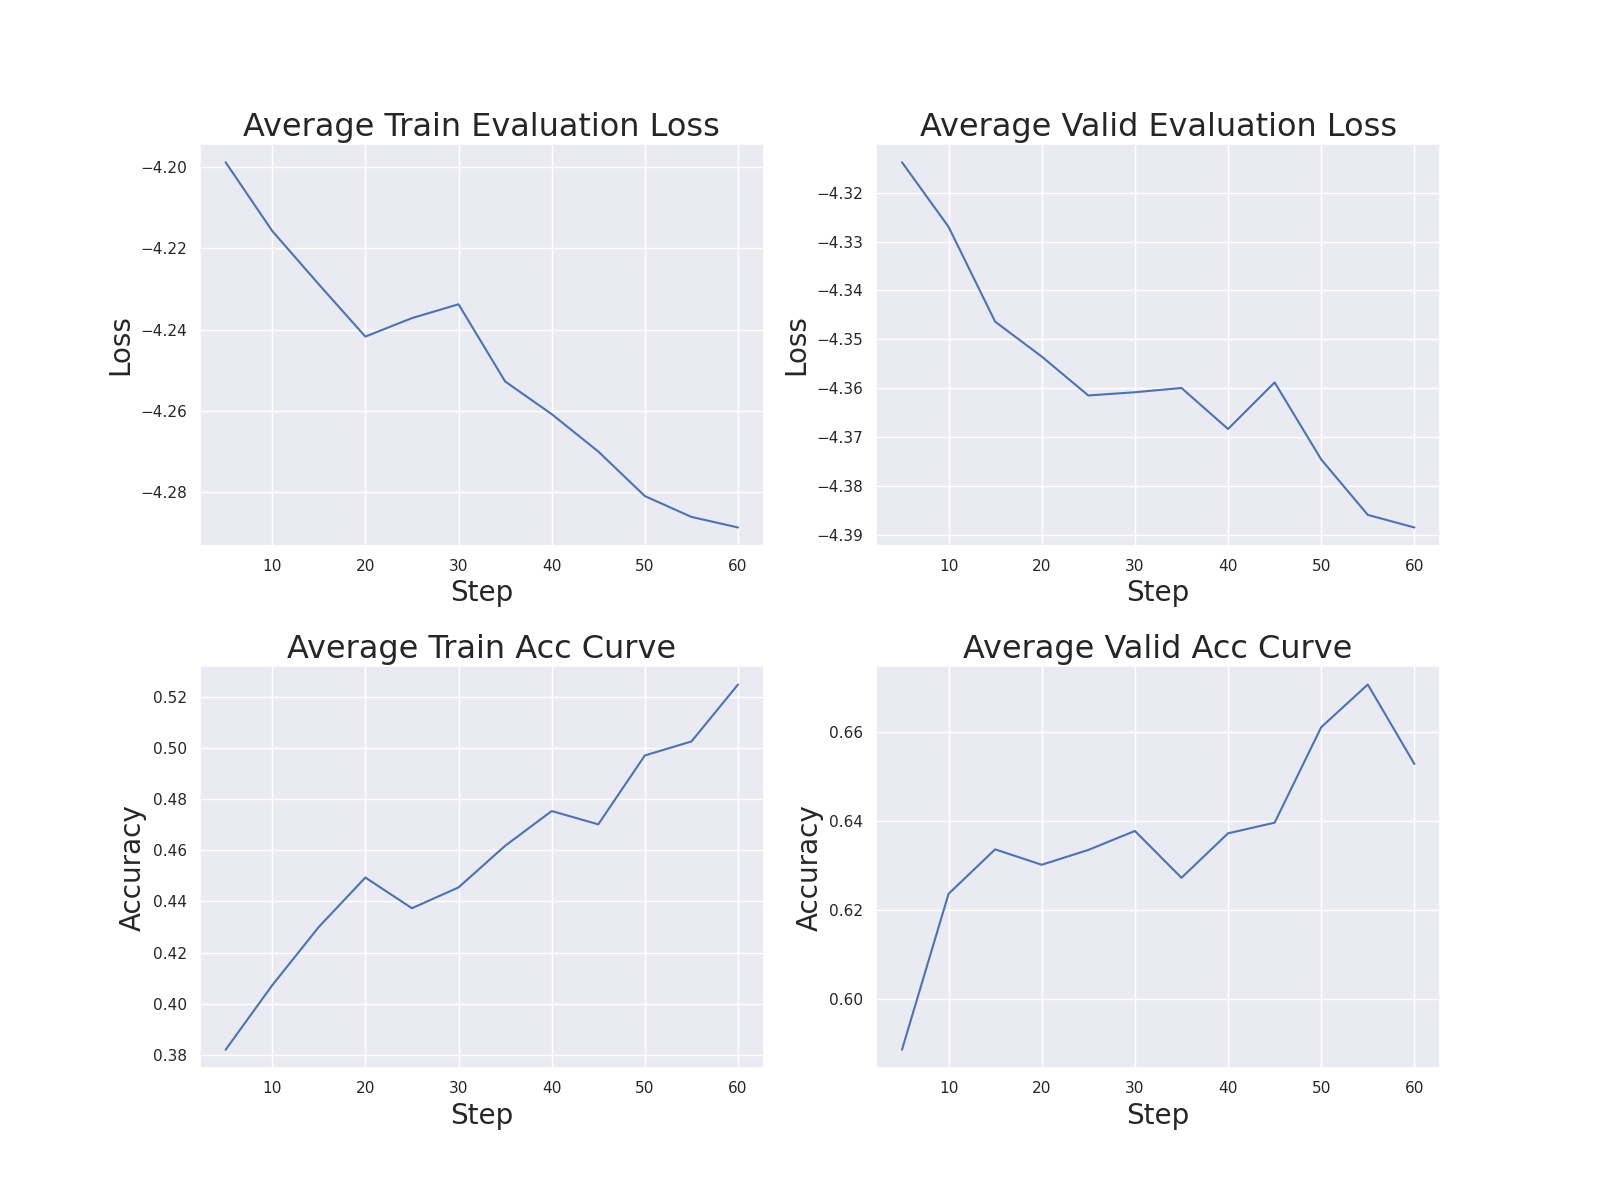 Average Train Evaluation Loss
−4.20
−4.22
−4.24
−4.26
−4.28
Loss
10 20 30 40 50 60
Step
Average Valid Evaluation Loss
−4.32
−4.33
−4.34
−4.35
−4.36
−4.37
−4.38
−4.39
Loss
10 20 30 40 50 60
Step
Average Train Acc Curve
0.52
0.50
0.48
0.46
0.44
0.42
0.40
0.38
Accuracy
10 20 30 40 50 60
Step
Average Valid Acc Curve
0.66
0.64
0.62
0.60
Accuracy
10 20 30 40 50 60
Step